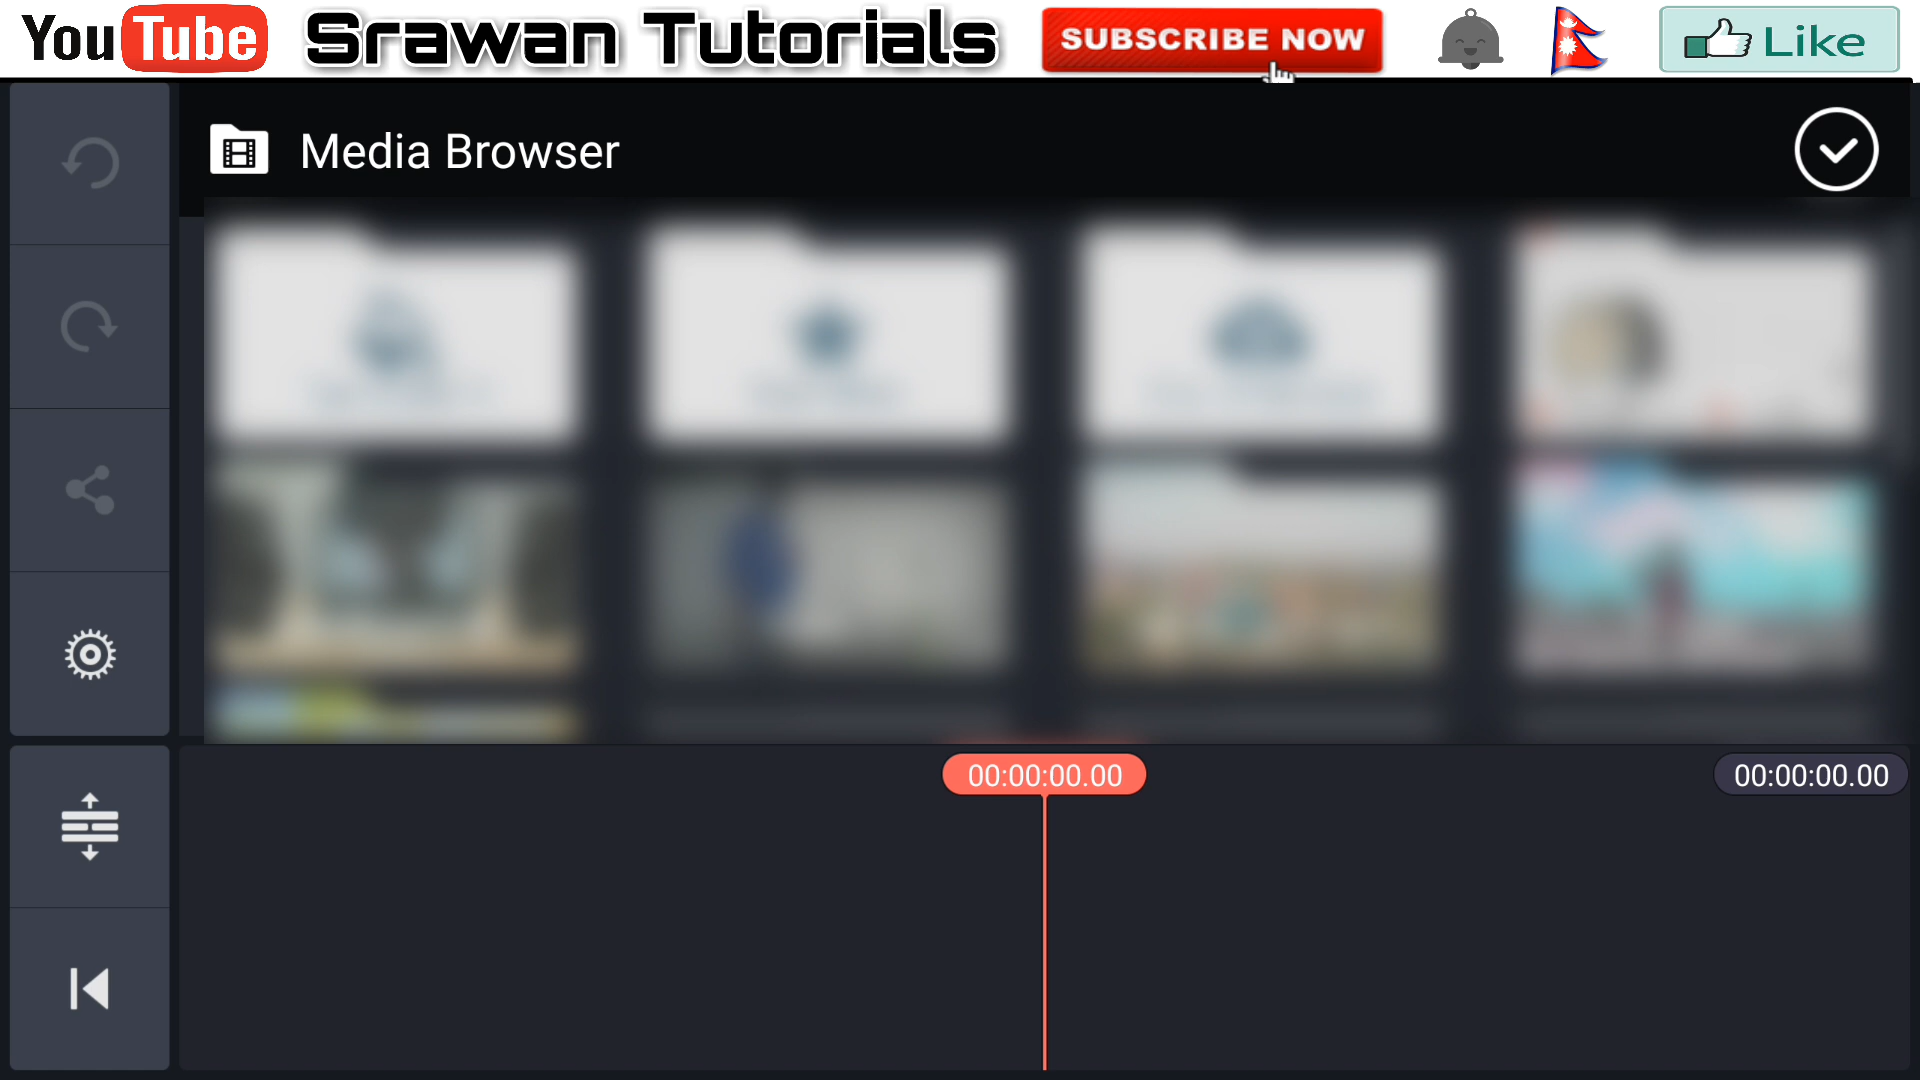 YouTube Srawan Tutorials SUBSCRIBE NOW Like
Media Browser
00:00:00.00 00:00:00.00